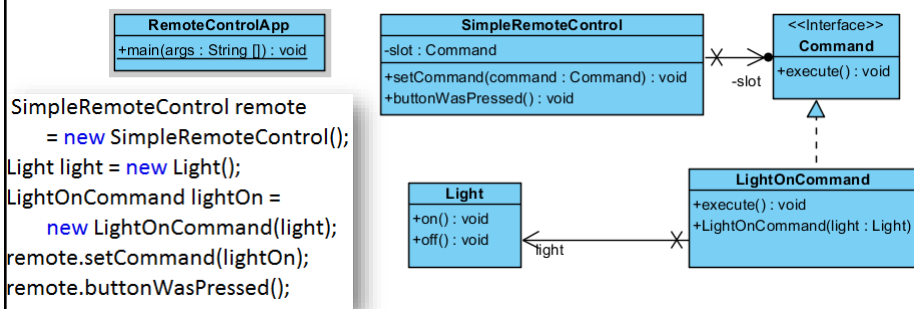 RemoteControlApp
+main(args : String []) : void
SimpleRemoteControl remote
= new SimpleRemoteControl();
Light light = new Light();
LightOnCommand lightOn =
new LightOnCommand(light);
remote.setCommand(lightOn);
remote.buttonWasPressed();
SimpleRemoteControl
-slot : Command
+setCommand(command : Command) : void
+buttonWasPressed() : void
-slot
<<Interface>>
Command
+execute() : void
Light
+on() : void
+off() : void
light
LightOnCommand
+execute() : void
+LightOnCommand(light : Light)